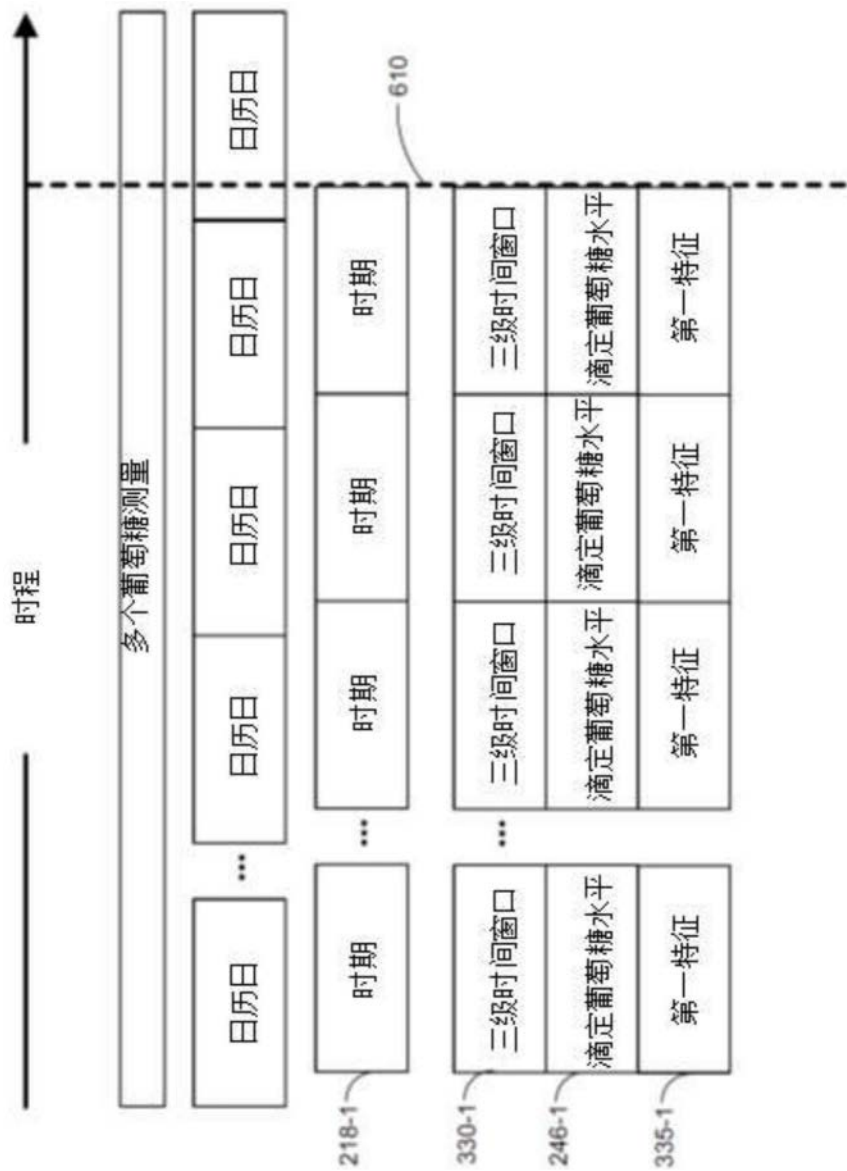 时程
多个葡萄糖测量
日历日
...
日历日
日历日
日历日
日历日
610
218-1
时期
...
时期
时期
时期
330-1
三级时间窗口
...
三级时间窗口
三级时间窗口
三级时间窗口
246-1
滴定葡萄糖水平
滴定葡萄糖水平
滴定葡萄糖水平
滴定葡萄糖水平
335-1
第一特征
第一特征
第一特征
第一特征